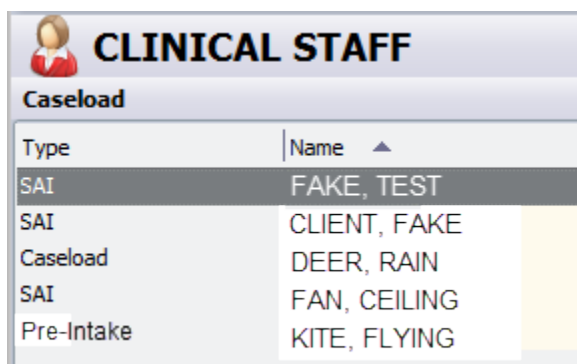 CLINICAL STAFF
Caseload
Type Name
SAI FAKE, TEST
SAI CLIENT, FAKE
Caseload DEER, RAIN
SAI FAN, CEILING
Pre-Intake KITE, FLYING